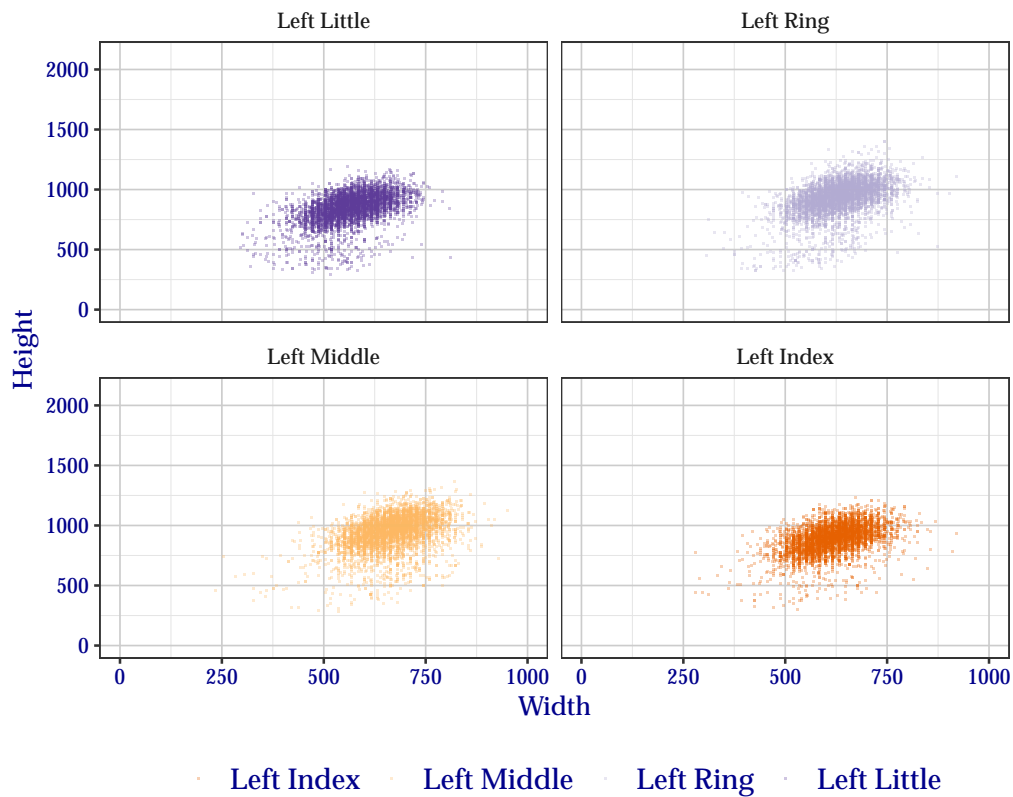 Left Little Left Ring
2000
1500
1000
500
0
Height
Left Middle Left Index
2000
1500
1000
500
0
0 250 500 750 1000 0 250 500 750 1000
Width
Left Index Left Middle Left Ring Left Little